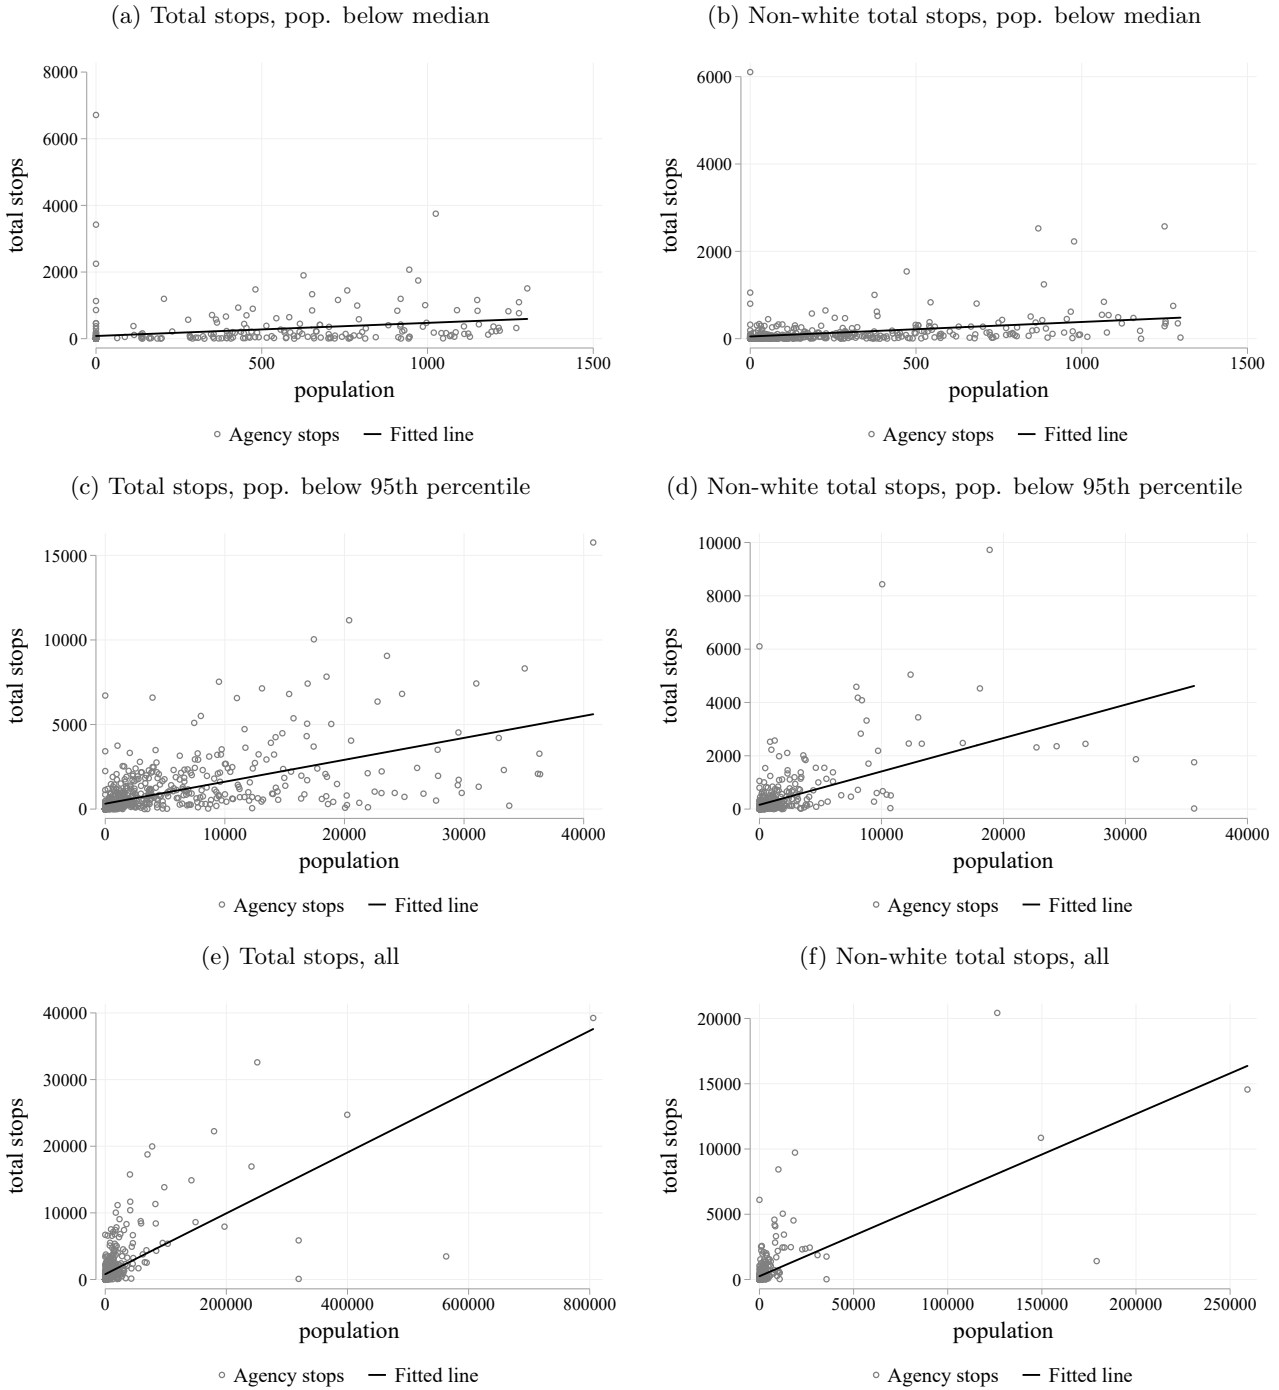 (a) Total stops, pop. below median
8000
6000
4000
2000
0
total stops
0 500 1000 1500
population
Agency stops Fitted line
(b) Non-white total stops, pop. below median
6000
4000
2000
0
total stops
0 500 1000 1500
population
Agency stops Fitted line
(c) Total stops, pop. below 95th percentile
15000
10000
5000
0
total stops
0 10000 20000 30000 40000
population
Agency stops Fitted line
(d) Non-white total stops, pop. below 95th percentile
10000
8000
6000
4000
2000
0
total stops
0 10000 20000 30000 40000
population
Agency stops Fitted line
(e) Total stops, all
40000
30000
20000
10000
0
total stops
0 200000 400000 600000 800000
population
Agency stops Fitted line
(f) Non-white total stops, all
20000
15000
10000
5000
0
total stops
0 50000 100000 150000 200000 250000
population
Agency stops Fitted line